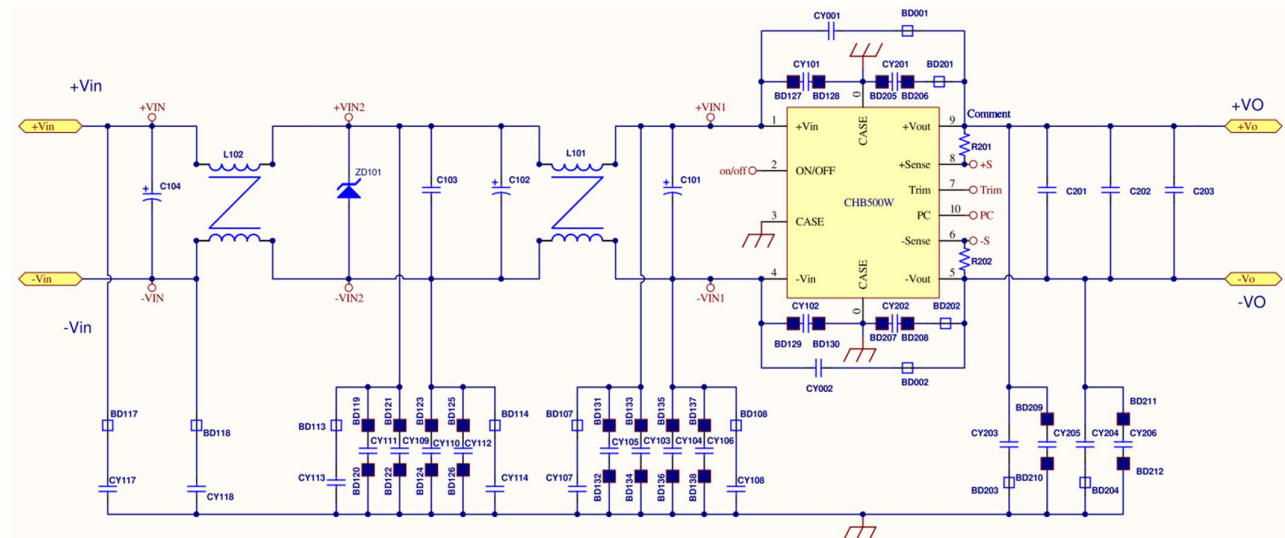 CY001
BD001
+Vin
+VO
+VIN
+VIN2
+VIN1
CY101
CY201
BD201
BD127
BD128
BD205
BD206
+Vin
L102
ZD101
C104
C103
C102
L101
C101
on/off
1
+Vin
2
ON/OFF
3
CASE
4
-Vin
0
CASE
CHB500W
CASE
0
+Vout
9
+Sense
8
Trim
7
PC
10
-Sense
6
-Vout
5
Comment
R201
+S
Trim
PC
-S
R202
C201
C202
C203
+Vo
-Vin
-Vo
-VIN
-VIN2
-VIN1
-Vin
-VO
CY102
CY202
BD202
BD129
BD130
BD207
BD208
CY002
BD002
BD117
BD118
BD113
BD119
BD121
BD123
BD125
BD114
BD107
BD131
BD133
BD135
BD137
BD108
BD209
BD211
CY111
CY109
CY110
CY112
CY105
CY103
CY104
CY106
CY203
CY205
CY204
CY206
CY117
CY118
CY113
BD120
BD122
BD124
BD126
CY114
CY107
BD132
BD134
BD136
BD138
CY108
BD203
BD210
BD204
BD212